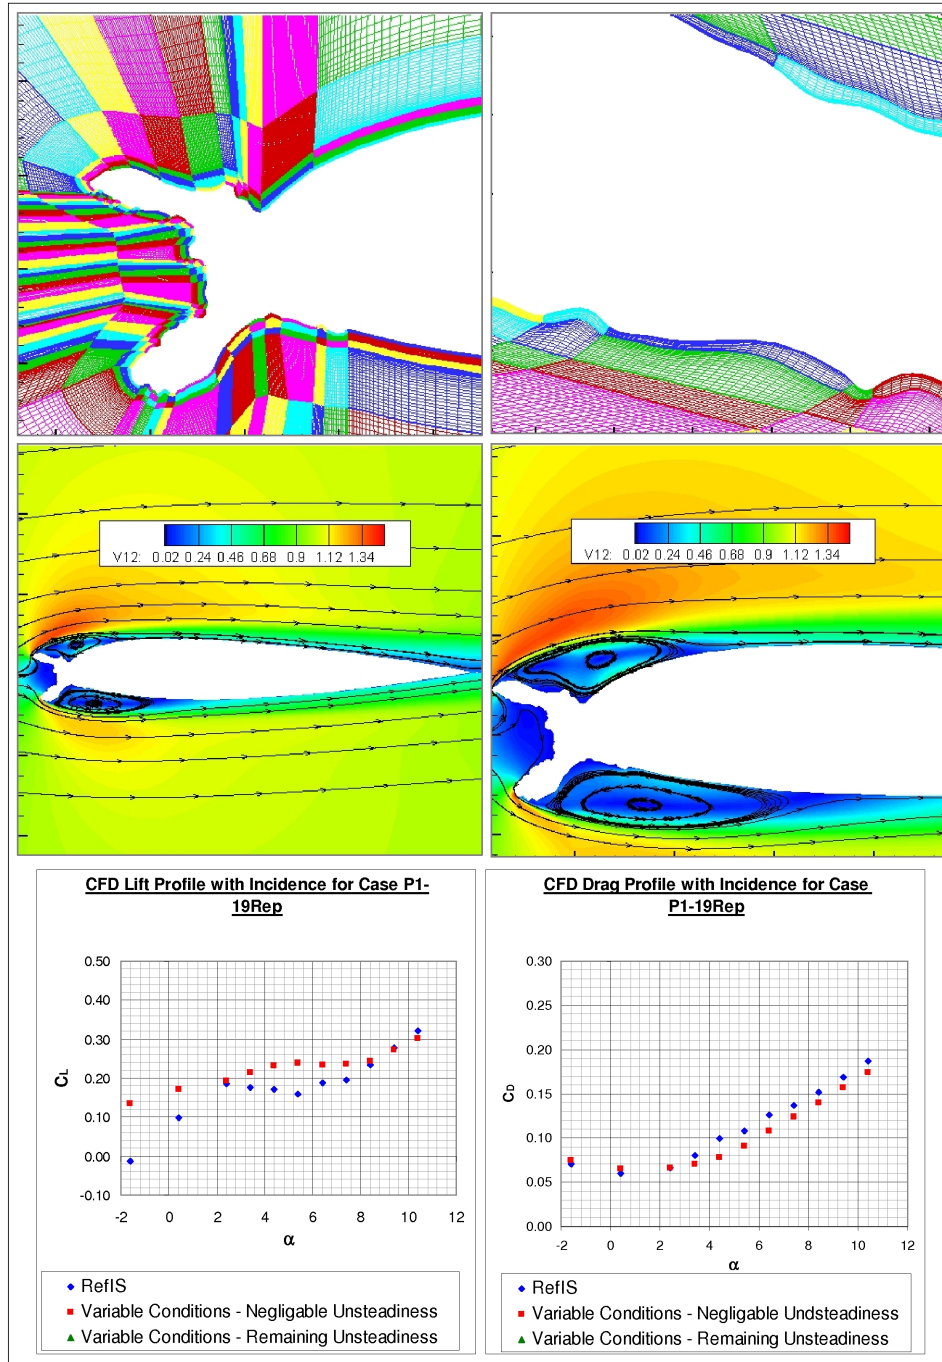 V12: 0.02 0.24 0.46 0.68 0.9 1.12 1.34
V12: 0.02 0.24 0.46 0.68 0.9 1.12 1.34
CFD Lift Profile with Incidence for Case P1-
19Rep
0.50
0.40
0.30
0.20
0.10
0.00
-0.10
CL
-2 0 2 4 6 8 10 12
α
RefIS
Variable Conditions - Negligable Unsteadiness
Variable Conditions - Remaining Unsteadiness
CFD Drag Profile with Incidence for Case
P1-19Rep
0.30
0.25
0.20
0.15
0.10
0.05
0.00
CD
-2 0 2 4 6 8 10 12
α
RefIS
Variable Conditions - Negligable Undsteadiness
Variable Conditions - Remaining Unsteadiness